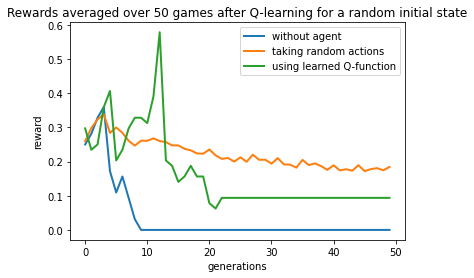 Rewards averaged over 50 games after Q-learning for a random initial state
without agent
taking random actions
using learned Q-function
reward
0.6
0.5
0.4
0.3
0.2
0.1
0.0
0 10 20 30 40 50
generations